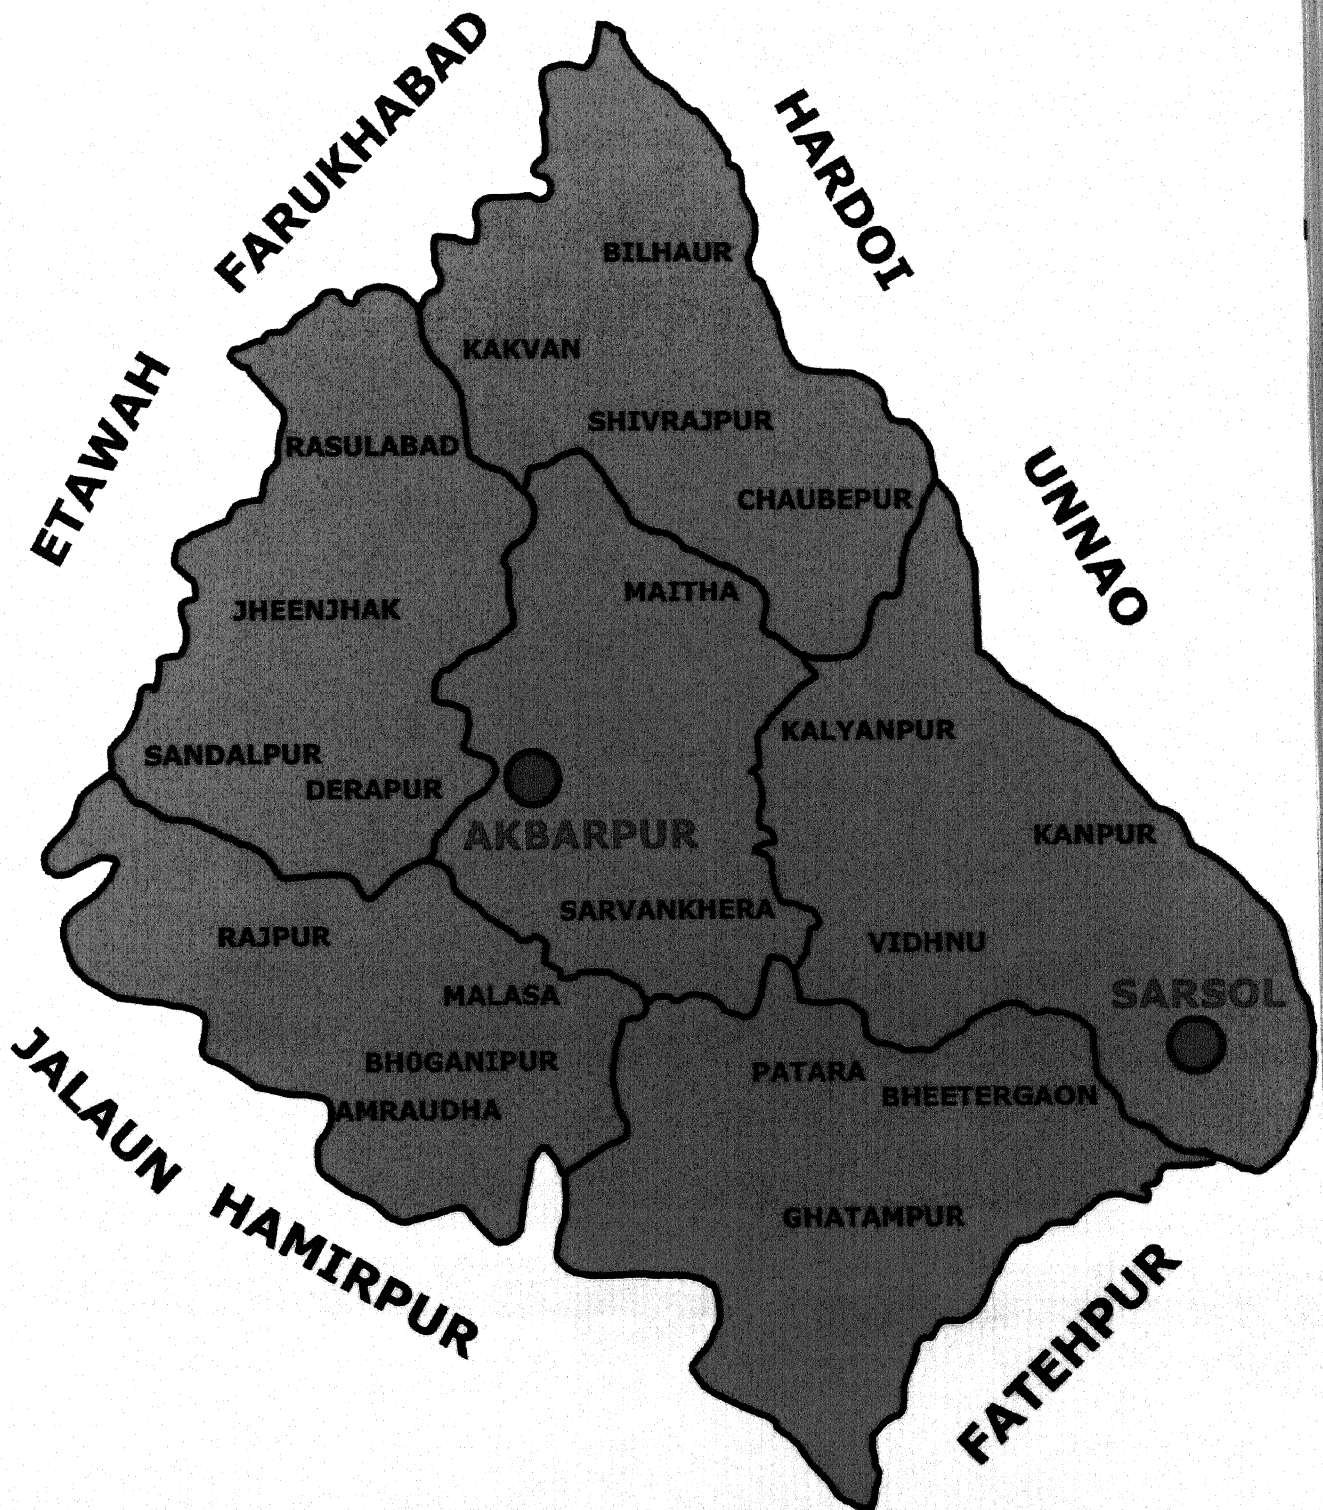 FARUKHABAD
HARDOI
BILHAUR
KAKVAN
ETAWAH
SHIVRAJPUR
RASULABAD
UNNAO
CHAUBEPUR
MAITHA
JHEENJHAK
KALYANPUR
SANDALPUR
DERAPUR
AKBARPUR
KANPUR
SARVANKHERA
RAJPUR
VIDHNU
MALASA
SARSOL
JALAUN
BH0GANIPUR
PATARA
BHEETERGAON
AMRAUDHA
HAMIRPUR
GHATAMPUR
FATEHPUR